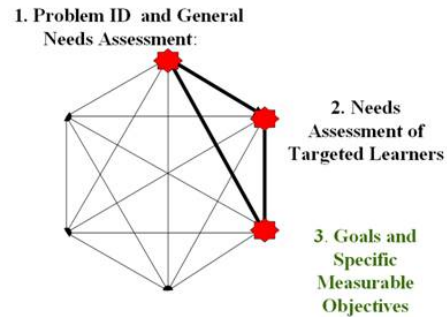 1. Problem ID and General
Needs Assessment:
2. Needs
Assessment of
Targeted Learners
3. Goals and
Specific
Measurable
Objectives